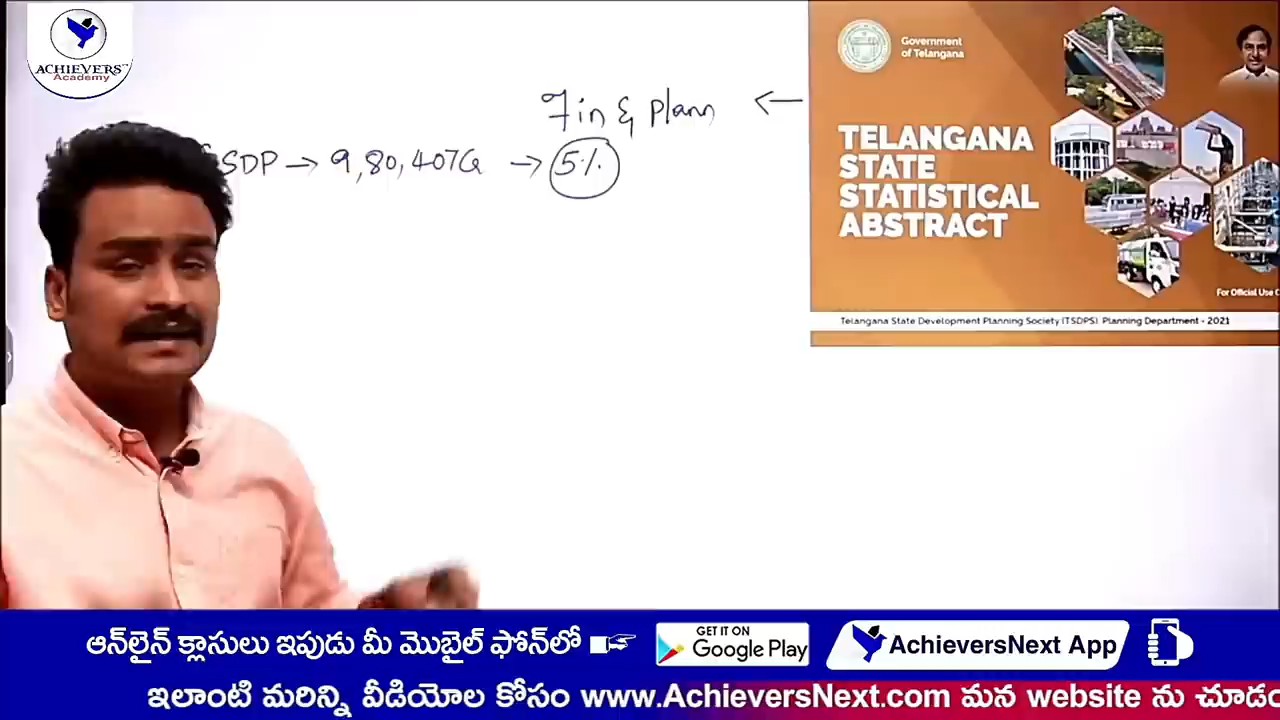 ACHIEVERS
Academy
Fin & Plann ←
SDP → 9,80,407Cr → 5%
Government
of Telangana
TELANGANA
STATE
STATISTICAL
ABSTRACT
For Official Use
Telangana State Development Planning Society (TSDPS), Planning Department - 2021
ఆన్‌లైన్ క్లాసులు ఇపుడు మీ మొబైల్ ఫోన్‌లో
GET IT ON
Google Play
AchieversNext App
ఇలాంటి మరిన్ని వీడియోల కోసం www.AchieversNext.com మన website ను